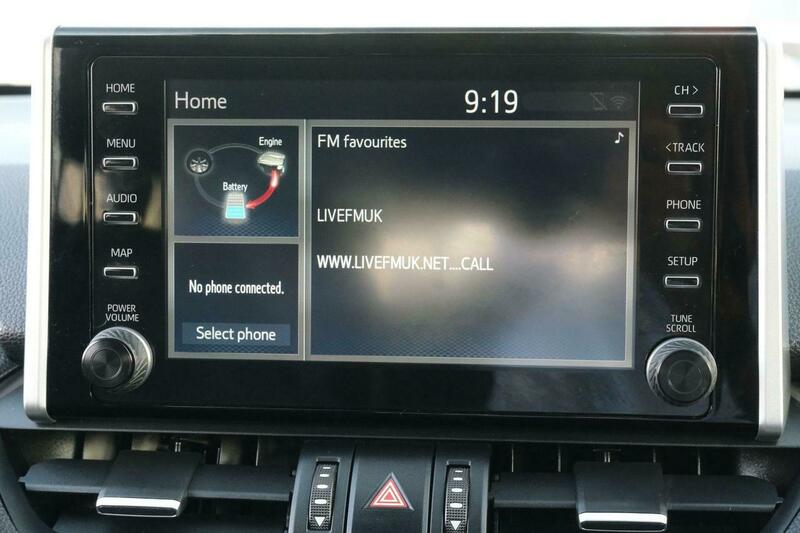 HOME
MENU
AUDIO
MAP
POWER
VOLUME
Home
9:19
Engine
Battery
No phone connected.
Select phone
FM favourites
LIVEFMUK
WWW.LIVEFMUK.NET....CALL
CH >
<TRACK
PHONE
SETUP
TUNE
SCROLL